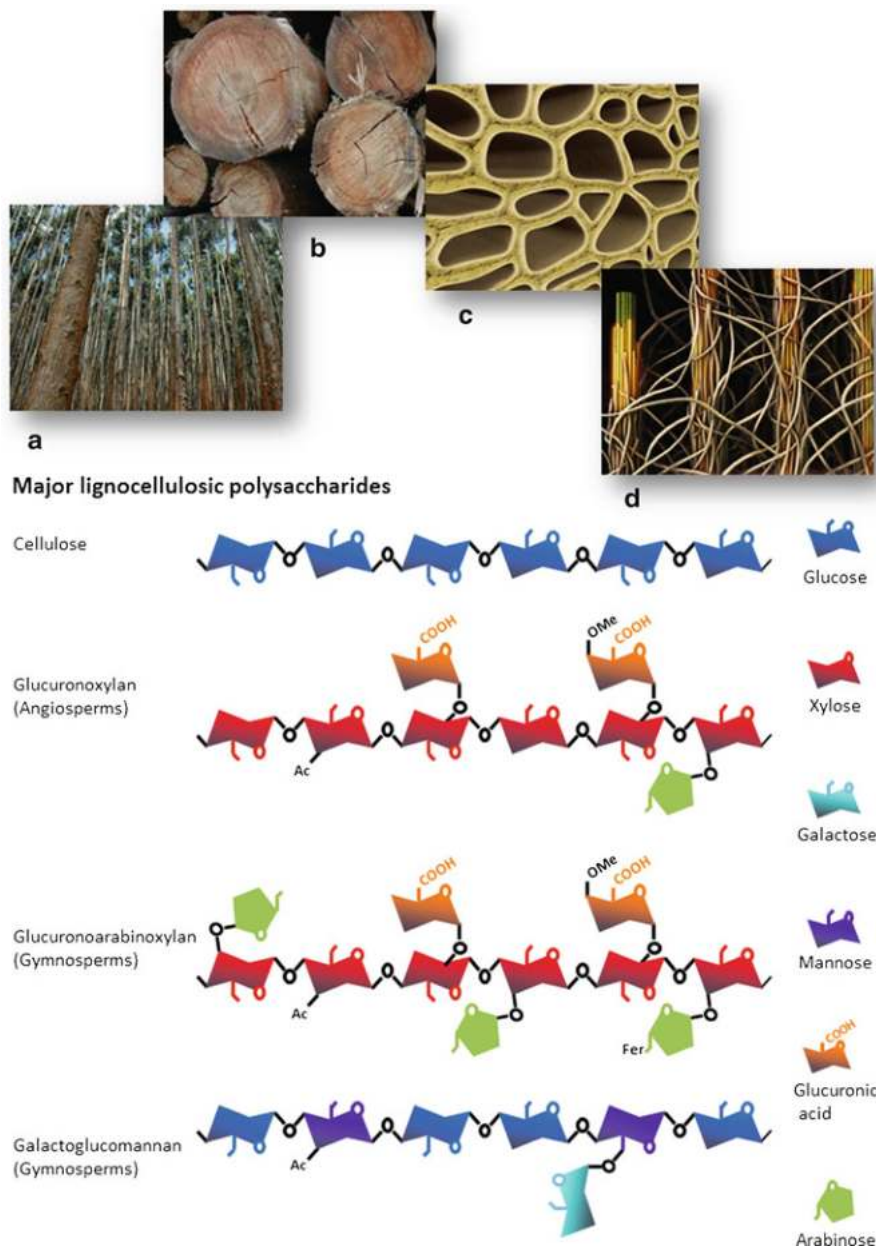 b
c
a
d
Major lignocellulosic polysaccharides
Cellulose
O O O O O
Glucose
COOH
OMe
COOH
Glucuronoxylan
(Angiosperms)
Xylose
Ac
Galactose
COOH
OMe
COOH
Glucuronoarabinoxylan
(Gymnosperms)
Mannose
Ac
Fer
COOH
Glucuronic
acid
Galactoglucomannan
(Gymnosperms)
Ac
Arabinose